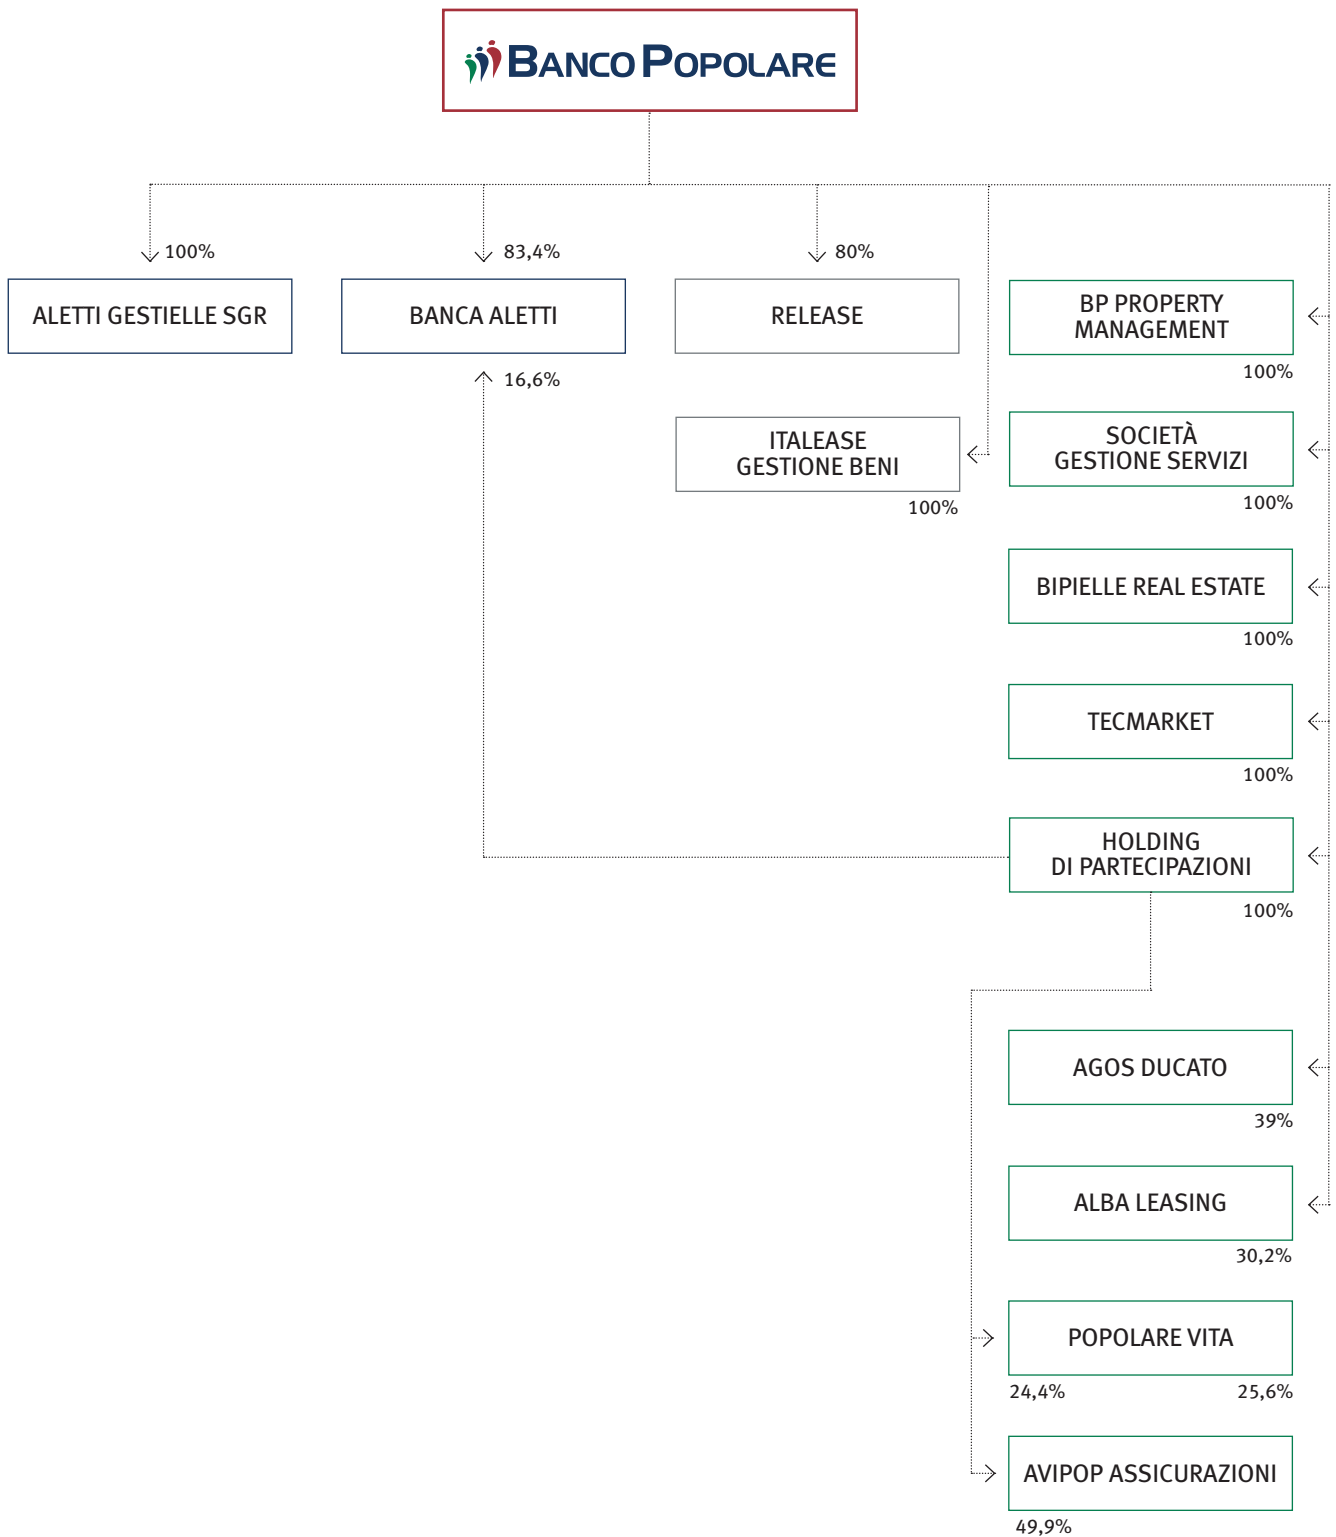 BANCO POPOLARE
100%
83,4%
80%
ALETTI GESTIELLE SGR
BANCA ALETTI
RELEASE
BP PROPERTY
MANAGEMENT
100%
16,6%
ITALEASE
GESTIONE BENI
100%
SOCIETÀ
GESTIONE SERVIZI
100%
BIPIELLE REAL ESTATE
100%
TECMARKET
100%
HOLDING
DI PARTECIPAZIONI
100%
AGOS DUCATO
39%
ALBA LEASING
30,2%
POPOLARE VITA
24,4%
25,6%
AVIPOP ASSICURAZIONI
49,9%